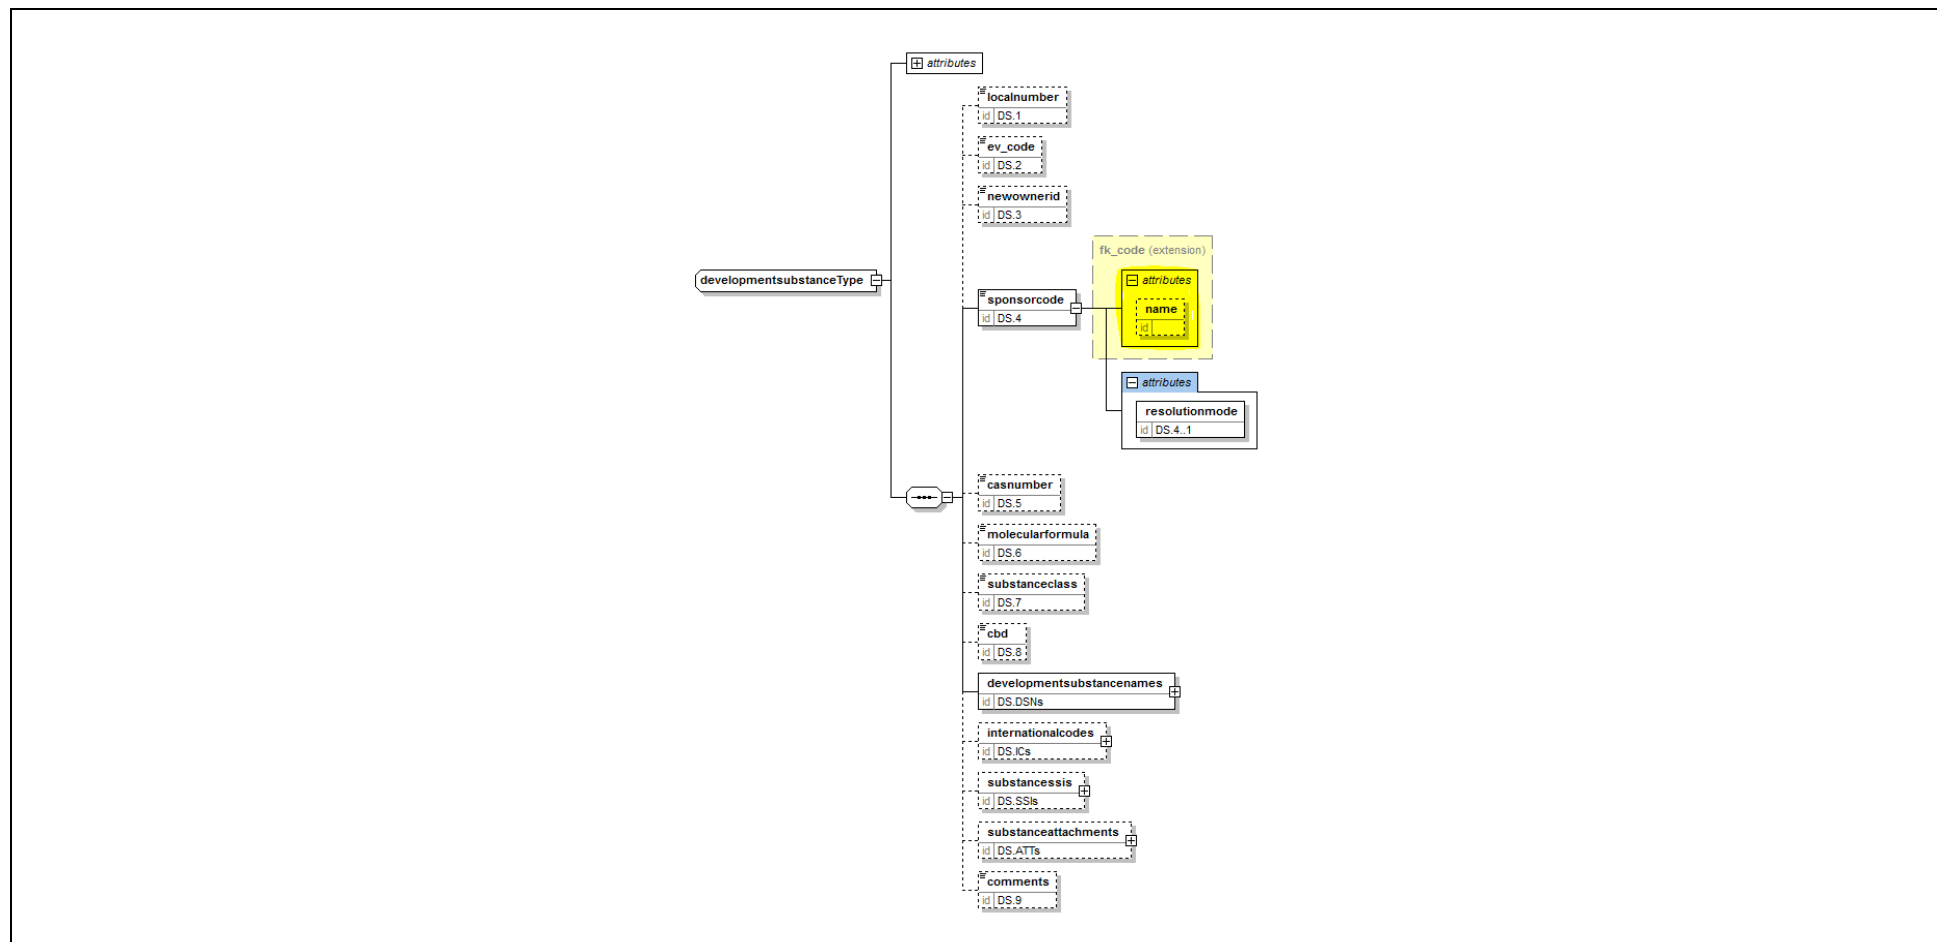 attributes
localnumber
id DS.1
ev_code
id DS.2
newownerid
id DS.3
fk_code (extension)
attributes
name
id
developmentsubstanceType
sponsorcode
id DS.4
attributes
resolutionmode
id DS.4..1
casnumber
id DS.5
molecularformula
id DS.6
substanceclass
id DS.7
cbd
id DS.8
developmentsubstancenames
id DS.DSNs
internationalcodes
id DS.ICs
substancessis
id DS.SSIs
substanceattachments
id DS.ATTs
comments
id DS.9